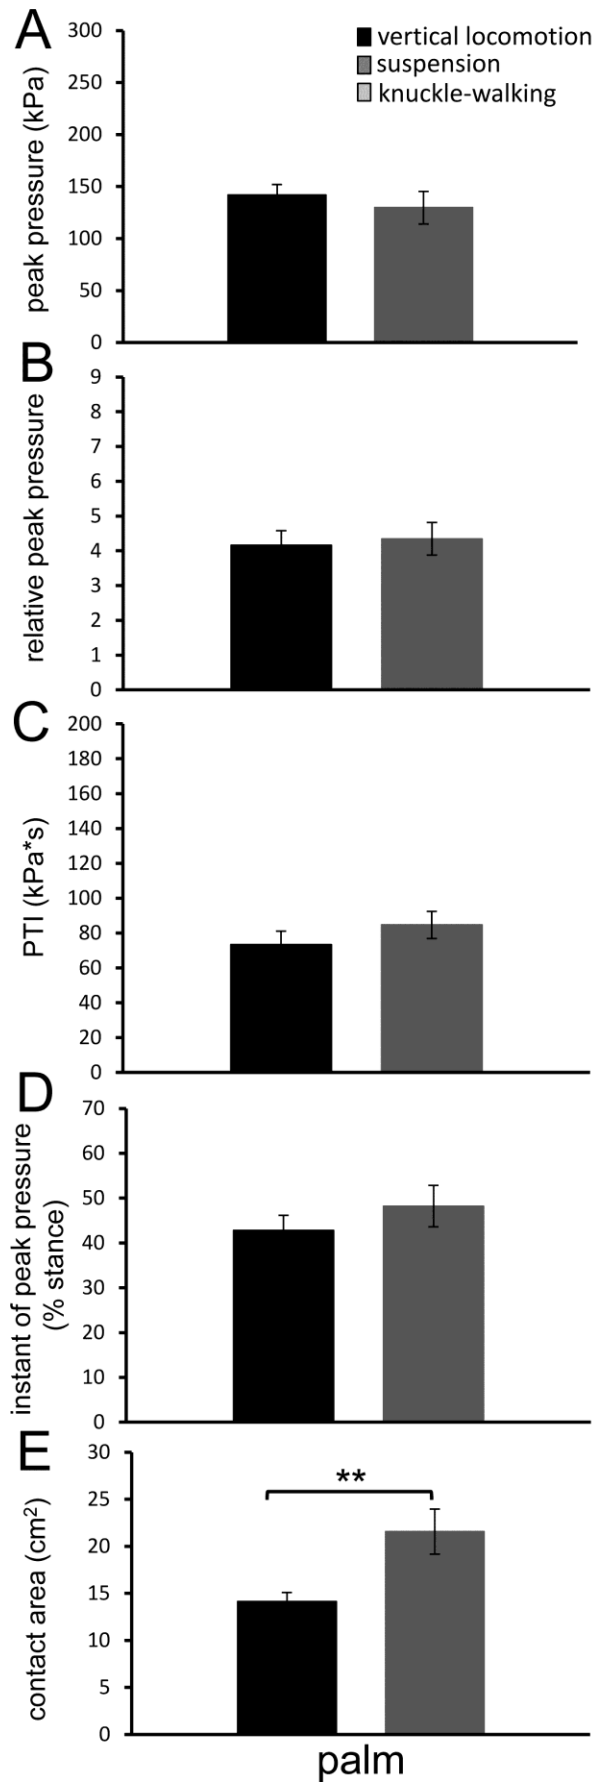 A
vertical locomotion
suspension
knuckle-walking
peak pressure (kPa)
300
250
200
150
100
50
0
B
relative peak pressure
9
8
7
6
5
4
3
2
1
0
C
PTI (kPa*s)
200
180
160
140
120
100
80
60
40
20
0
D
instant of peak pressure
(% stance)
70
60
50
40
30
20
10
0
E
contact area (cm²)
30
25
20
15
10
5
0
**
palm